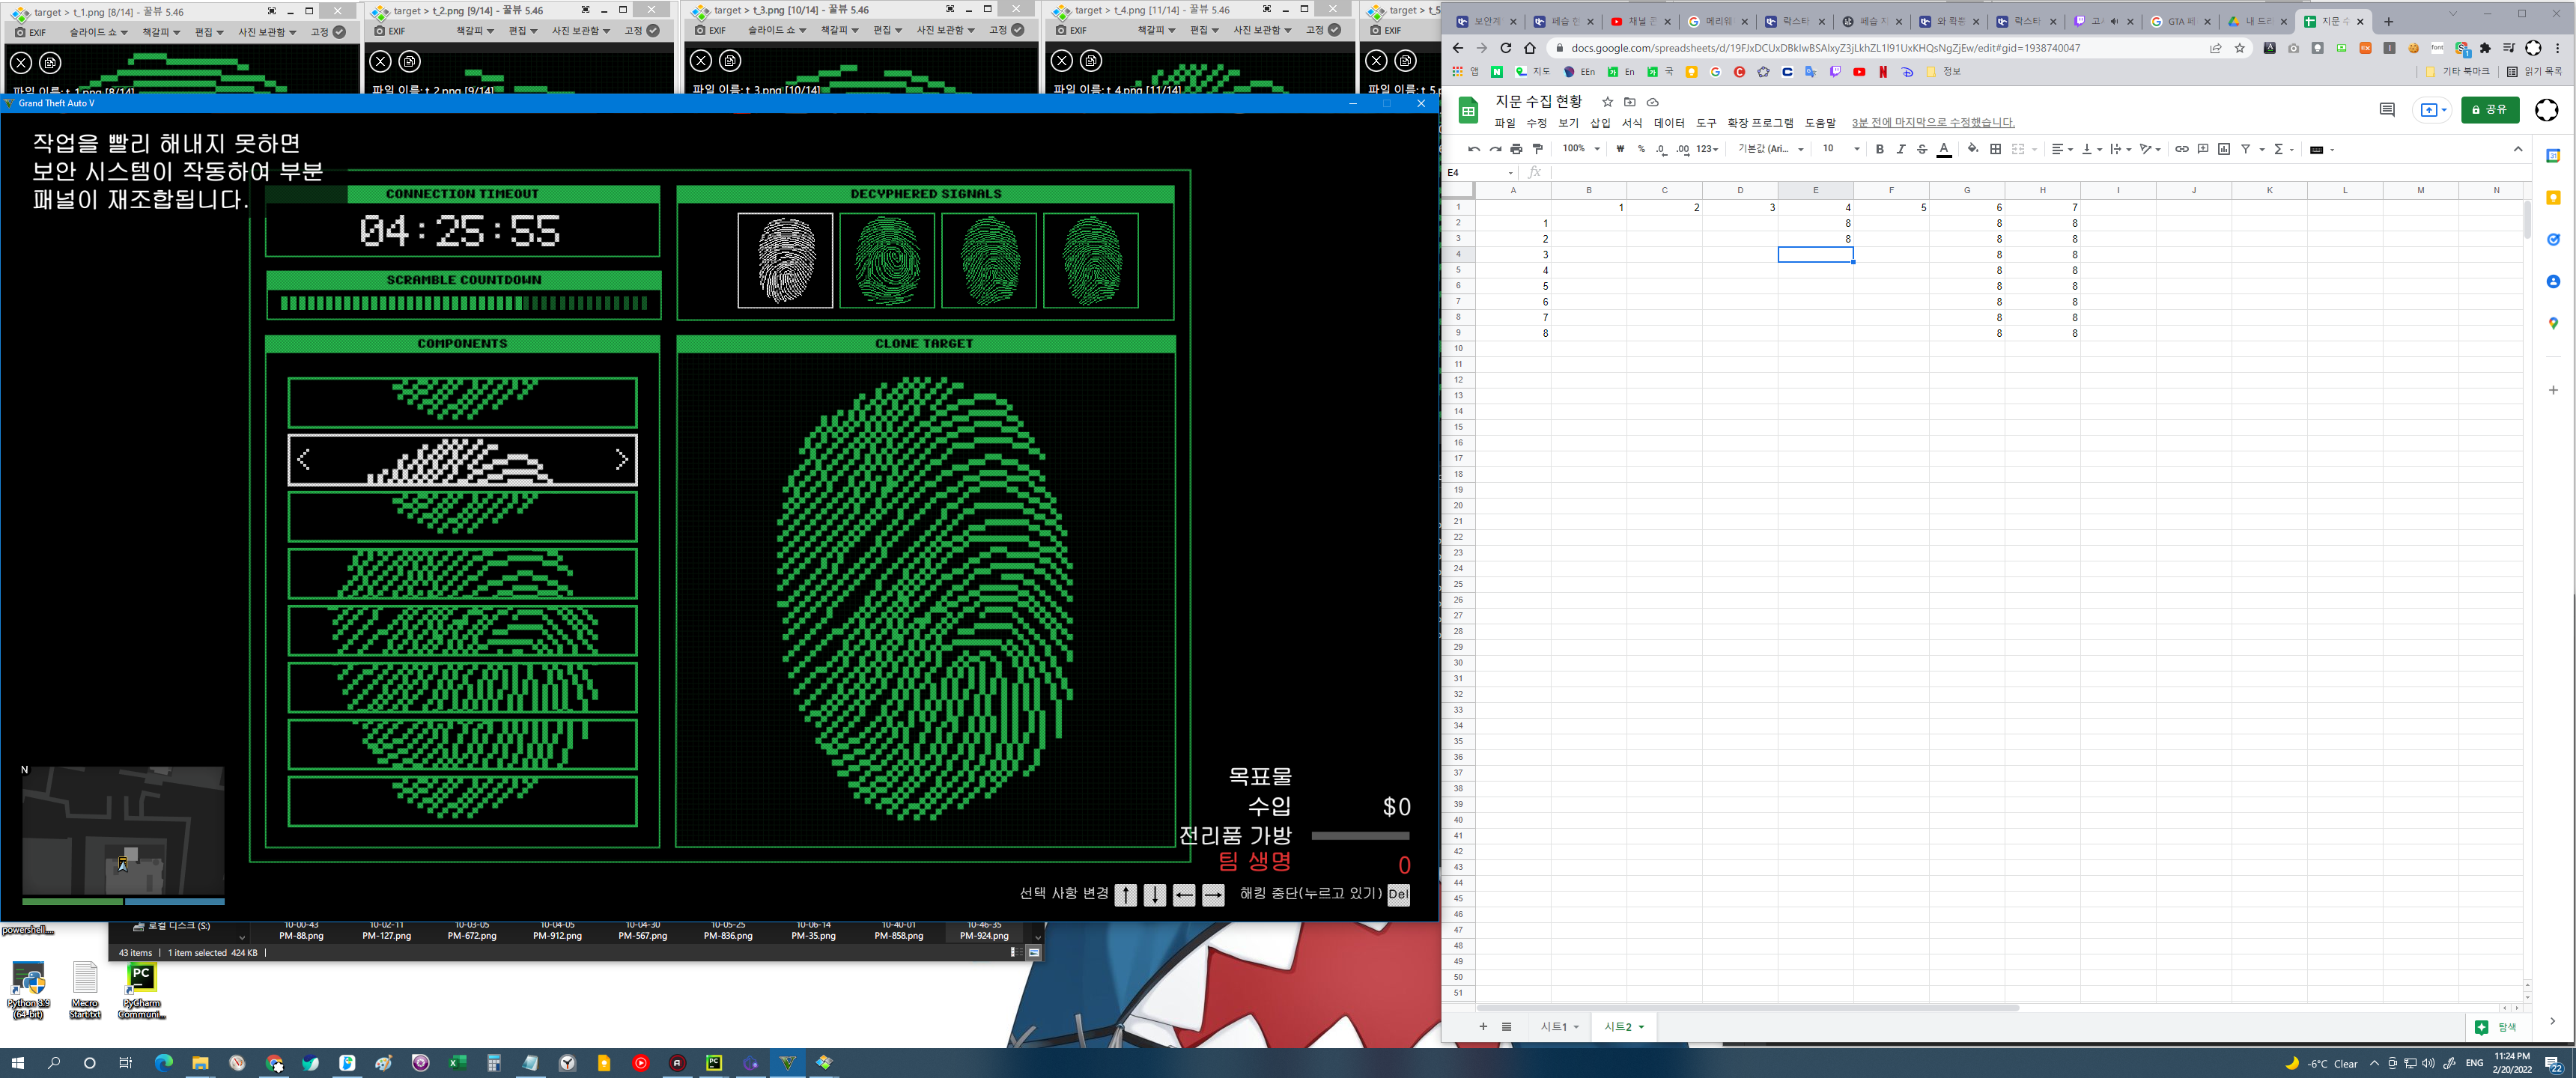 target > t_1.png [8/14] - 꿀뷰 5.46
EXIF 슬라이드 쇼 책갈피 편집 사진 보관함 고정
파일 이름: t_1.png [8/14]
target > t_2.png [9/14] - 꿀뷰 5.46
EXIF 책갈피 편집 사진 보관함 고정
파일 이름: t_2.png [9/14]
target > t_3.png [10/14] - 꿀뷰 5.46
EXIF 슬라이드 쇼 책갈피 편집 사진 보관함 고정
파일 이름: t_3.png [10/14]
target > t_4.png [11/14] - 꿀뷰 5.46
EXIF 책갈피 편집 사진 보관함 고정
파일 이름: t_4.png [11/14]
target > t_5
EXIF
파일 이름: t_5
Grand Theft Auto V
작업을 빨리 해내지 못하면
보안 시스템이 작동하여 부분
패널이 재조합됩니다.
CONNECTION TIMEOUT
04:25:55
SCRAMBLE COUNTDOWN
COMPONENTS
DECYPHERED SIGNALS
CLONE TARGET
목표물
수입 $0
전리품 가방
팀 생명 0
선택 사항 변경 ↑ ↓ ← → 해킹 중단(누르고 있기) Del
N
powershell....
로컬 디스크 (S:)
10-00-43 10-02-11 10-03-05 10-04-05 10-04-30 10-05-25 10-06-14 10-40-01 10-46-35
PM-88.png PM-127.png PM-672.png PM-912.png PM-567.png PM-836.png PM-35.png PM-858.png PM-924.png
43 items 1 item selected 424 KB
Python 3.9 (64-bit)
Mecro Start.txt
PyCharm Communi...
보안계 페습 현 채널 콘 메리워 락스타 페습 지 와 확률 락스타 고 GTA 페 내 드라 지문 수
docs.google.com/spreadsheets/d/19FJxDCUxDBkIwBSAlxyZ3jLkhZL1l91UxKHQsNgZjEw/edit#gid=1938740047
앱 지도 EEn En 국 정보 기타 북마크 읽기 목록
지문 수집 현황
파일 수정 보기 삽입 서식 데이터 도구 확장 프로그램 도움말 3분 전에 마지막으로 수정했습니다.
공유
100% ₩ % .0 .00 123 기본값 (Ari... 10 B I S A
E4 fx
A B C D E F G H I J K L M N
1 1 2 3 4 5 6 7
2 1 8 8 8
3 2 8 8 8
4 3 8 8
5 4 8 8
6 5 8 8
7 6 8 8
8 7 8 8
9 8 8 8
10
11
12
13
14
15
16
17
18
19
20
21
22
23
24
25
26
27
28
29
30
31
32
33
34
35
36
37
38
39
40
41
42
43
44
45
46
47
48
49
50
51
시트1 시트2 탐색
-6°C Clear ENG 11:24 PM
2/20/2022 22